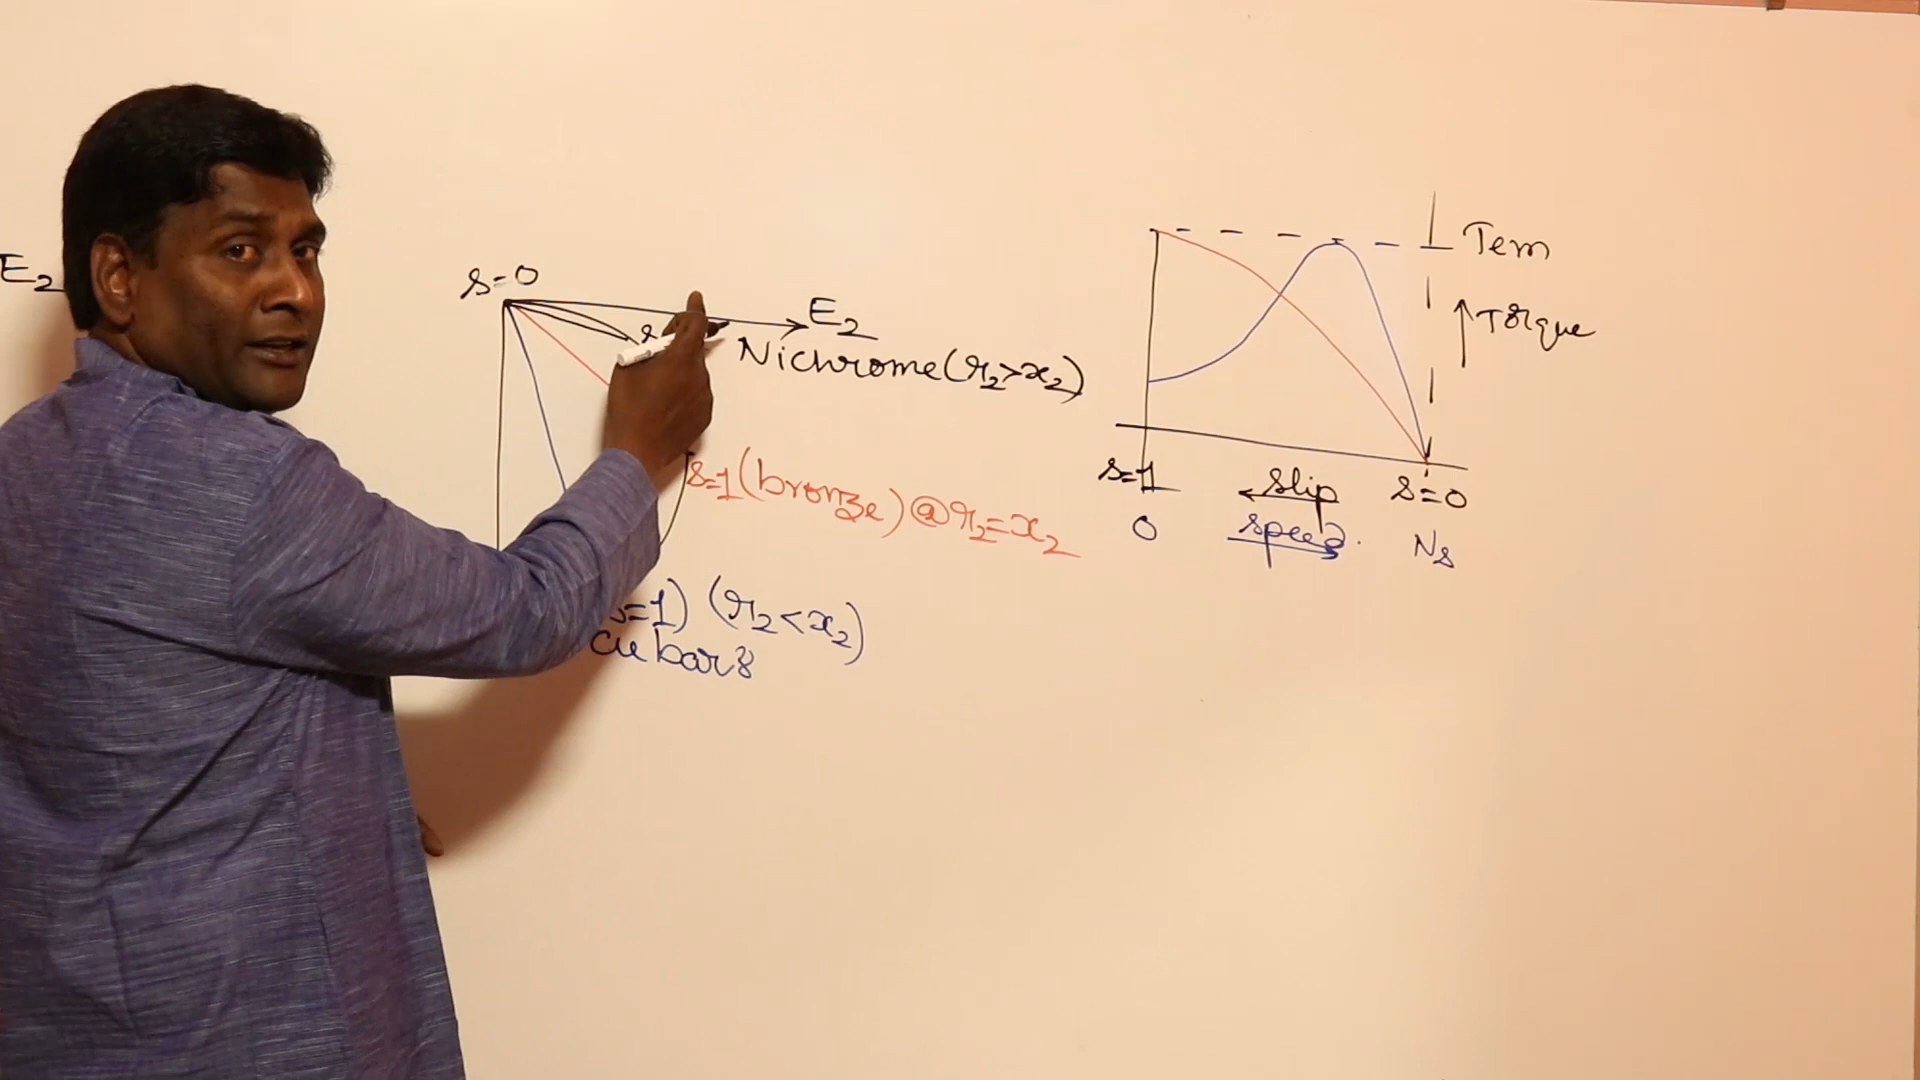 E₂
s=0
E₂
s
Nichrome (r₂>x₂)
s=1 (bronze) @ r₂=x₂
s=1) (r₂<x₂)
cu bars
Tem
↑Torque
s=1
slip
s=0
0
speed.
Ns